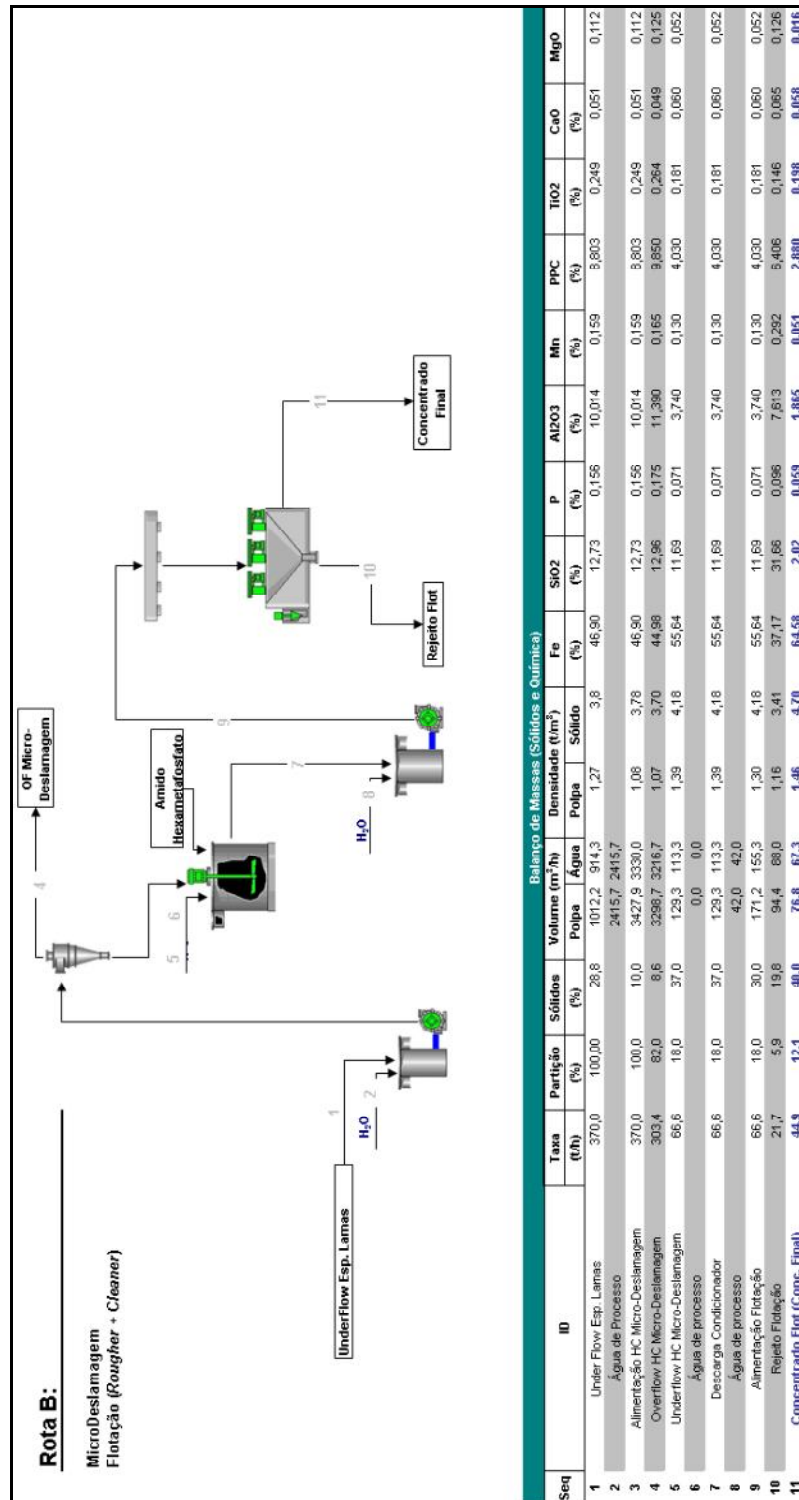 Rota B:
MicroDeslamagem
Flotação (Rougher + Cleaner)
OF Micro-
Deslamagem
4
5
6
Amido
Hexametafosfato
UnderFlow Esp. Lamas
1
H₂O
2
7
H₂O
8
9
10
Rejeito Flot
11
Concentrado
Final
Balanço de Massas (Sólidos e Química)
Seq ID Taxa Partição Sólidos Volume (m³/h) Densidade (t/m³) Fe SiO2 P Al2O3 Mn PPC TiO2 CaO MgO
(t/h) (%) (%) Polpa Água Polpa Sólido (%) (%) (%) (%) (%) (%) (%) (%)
1 Under Flow Esp. Lamas 370,0 100,00 28,8 1012,2 914,3 1,27 3,8 46,90 12,73 0,156 10,014 0,159 8,803 0,249 0,051 0,112
2 Água de Processo 2415,7 2415,7
3 Alimentação HC Micro-Deslamagem 370,0 100,0 10,0 3427,9 3330,0 1,08 3,78 46,90 12,73 0,156 10,014 0,159 8,803 0,249 0,051 0,112
4 Overflow HC Micro-Deslamagem 303,4 82,0 8,6 3298,7 3216,7 1,07 3,70 44,98 12,96 0,175 11,390 0,165 9,850 0,264 0,049 0,125
5 Underflow HC Micro-Deslamagem 66,6 18,0 37,0 129,3 113,3 1,39 4,18 55,64 11,69 0,071 3,740 0,130 4,030 0,181 0,060 0,052
6 Água de processo 0,0 0,0
7 Descarga Condicionador 66,6 18,0 37,0 129,3 113,3 1,39 4,18 55,64 11,69 0,071 3,740 0,130 4,030 0,181 0,060 0,052
8 Água de processo 42,0 42,0
9 Alimentação Flotação 66,6 18,0 30,0 171,2 155,3 1,30 4,18 55,64 11,69 0,071 3,740 0,130 4,030 0,181 0,060 0,052
10 Rejeito Flotação 21,7 5,9 19,8 94,4 88,0 1,16 3,41 37,17 31,66 0,096 7,613 0,292 6,406 0,146 0,065 0,126
11 Concentrado Flot (Conc. Final) 44,9 12,1 40,0 76,8 67,3 1,46 4,70 64,58 2,02 0,059 1,865 0,051 2,880 0,198 0,058 0,016